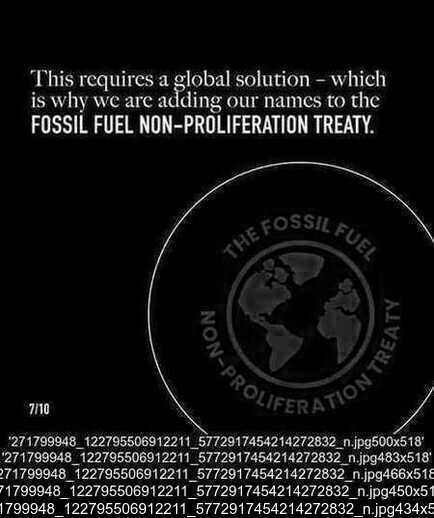 This requires a global solution – which
is why we are adding our names to the
FOSSIL FUEL NON-PROLIFERATION TREATY.
THE FOSSIL FUEL
NON-PROLIFERATION TREATY
7/10
'271799948_122795506912211_5772917454214272832_n.jpg500x518'
'271799948_122795506912211_5772917454214272832_n.jpg483x518'
271799948_122795506912211_5772917454214272832_n.jpg466x518
71799948_122795506912211_5772917454214272832_n.jpg450x51
1799948_122795506912211_5772917454214272832_n.jpg434x5